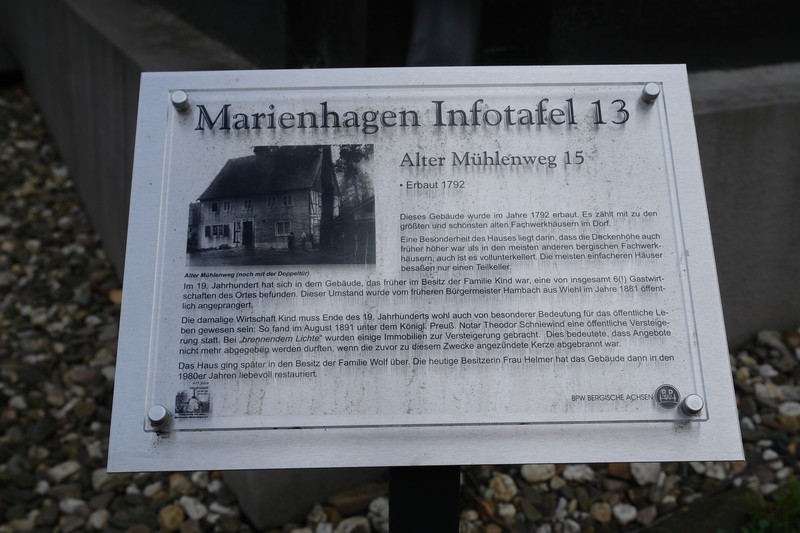 Marienhagen Infotafel 13
Alter Mühlenweg 15
• Erbaut 1792
Dieses Gebäude wurde im Jahre 1792 erbaut. Es zählt mit zu den
größten und schönsten alten Fachwerkhäusern im Dorf.
Eine Besonderheit des Hauses liegt darin, dass die Deckenhöhe auch
früher höher war als in den meisten anderen bergischen Fachwerk-
häusern, auch ist es vollunterkellert. Die meisten einfacheren Häuser
besaßen nur einen Teilkeller.
Alter Mühlenweg (noch mit der Doppeltür)
Im 19. Jahrhundert hat sich in dem Gebäude, das früher im Besitz der Familie Kind war, eine von insgesamt 6(!) Gastwirt-
schaften des Ortes befunden. Dieser Umstand wurde vom früheren Bürgermeister Hambach aus Wiehl im Jahre 1881 öffent-
lich angeprangert.
Die damalige Wirtschaft Kind muss Ende des 19. Jahrhunderts wohl auch von besonderer Bedeutung für das öffentliche Le-
ben gewesen sein: So fand im August 1891 unter dem Königl. Preuß. Notar Theodor Schniewind eine öffentliche Versteige-
rung statt. Bei „brennendem Lichte“ wurden einige Immobilien zur Versteigerung gebracht. Dies bedeutete, dass Angebote
nicht mehr abgegebeg werden durften, wenn die zuvor zu diesem Zwecke angezündete Kerze abgebrannt war.
Das Haus ging später in den Besitz der Familie Wolf über. Die heutige Besitzerin Frau Helmer hat das Gebäude dann in den
1980er Jahren liebevoll restauriert.
BPW BERGISCHE ACHSEN